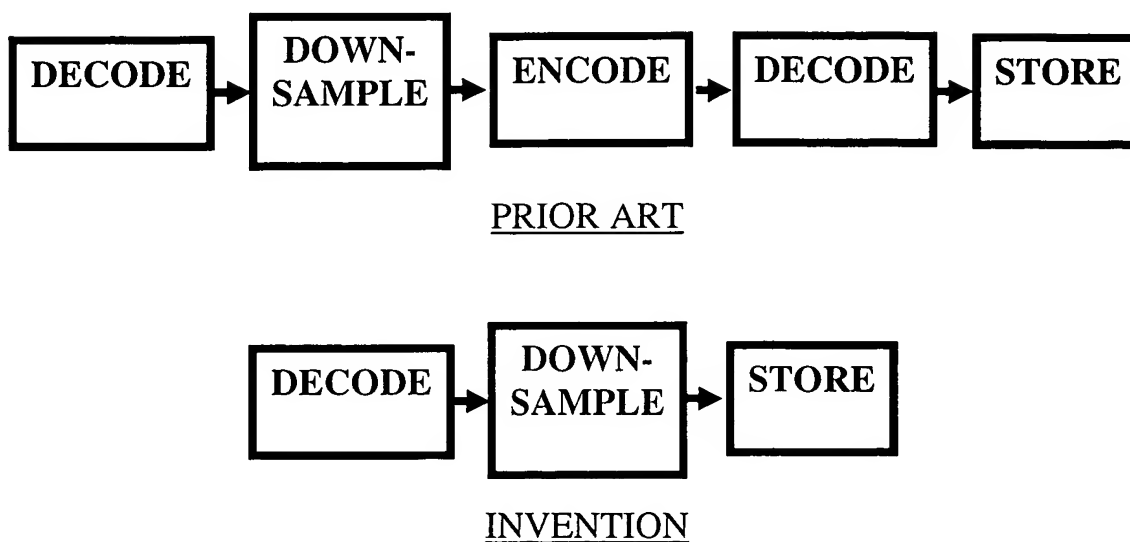 DECODE
DOWN-
SAMPLE
ENCODE
DECODE
STORE
PRIOR ART
DECODE
DOWN-
SAMPLE
STORE
INVENTION